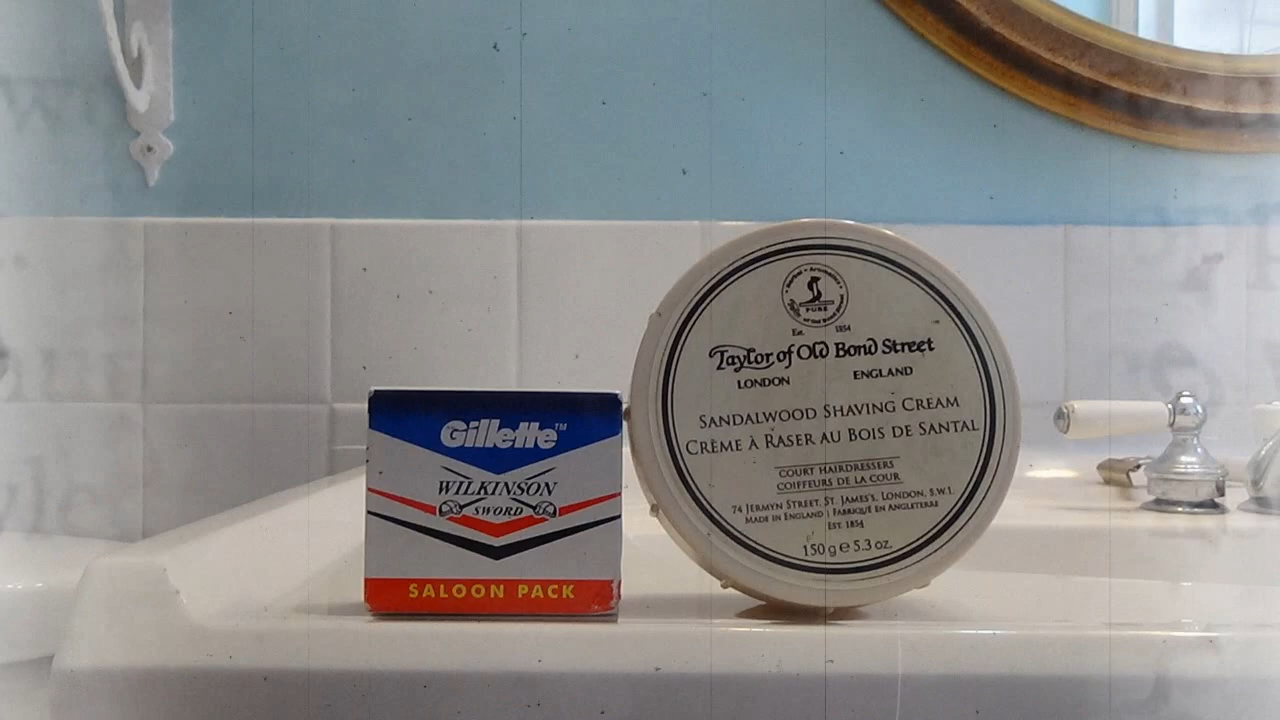 Gillette™
WILKINSON
SWORD
SALOON PACK
PURE
Est. 1854
Taylor of Old Bond Street
LONDON ENGLAND
SANDALWOOD SHAVING CREAM
CRÈME À RASER AU BOIS DE SANTAL
COURT HAIRDRESSERS
COIFFEURS DE LA COUR
74 JERMYN STREET, ST. JAMES'S, LONDON, S.W.1.
MADE IN ENGLAND | FABRIQUÉ EN ANGLETERRE
EST. 1854
150 g e 5.3 oz.